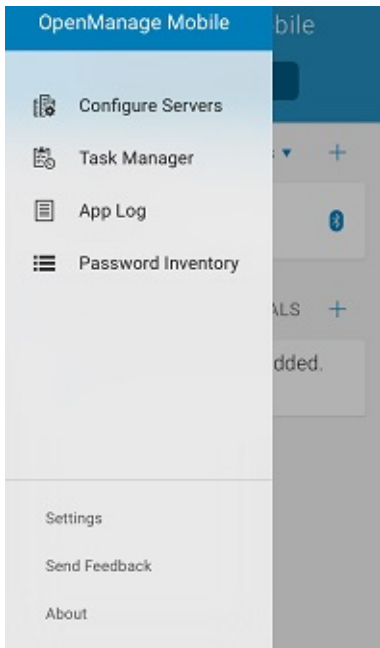 OpenManage Mobile
bile
Configure Servers
Task Manager
App Log
Password Inventory
ALS
dded.
Settings
Send Feedback
About